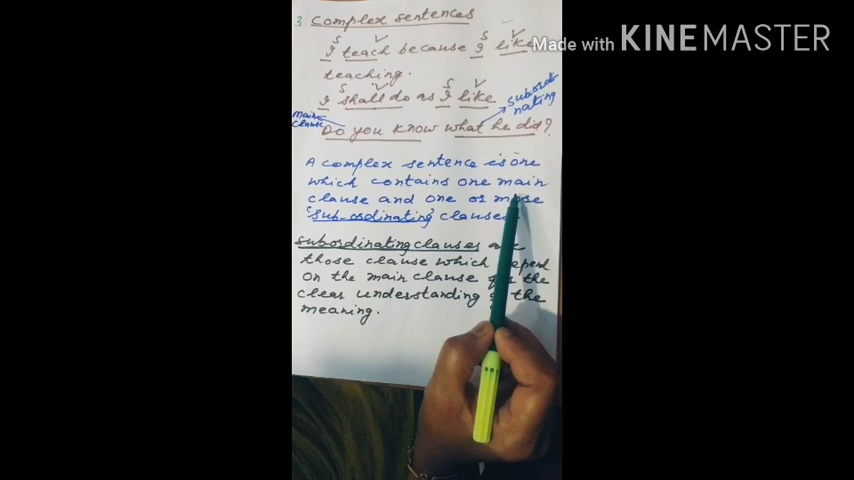 3 Complex sentences
S V S V
I teach because I like
teaching.
S V S V
I shall do as I like
subordi-
nating
main
clause
Do you know what he did?
A complex sentence is one
which contains one main
clause and one or more
'sub-ordinating' clauses
subordinating clauses are
those clause which depend
on the main clause for the
clear understanding of the
meaning.
Made with KINEMASTER